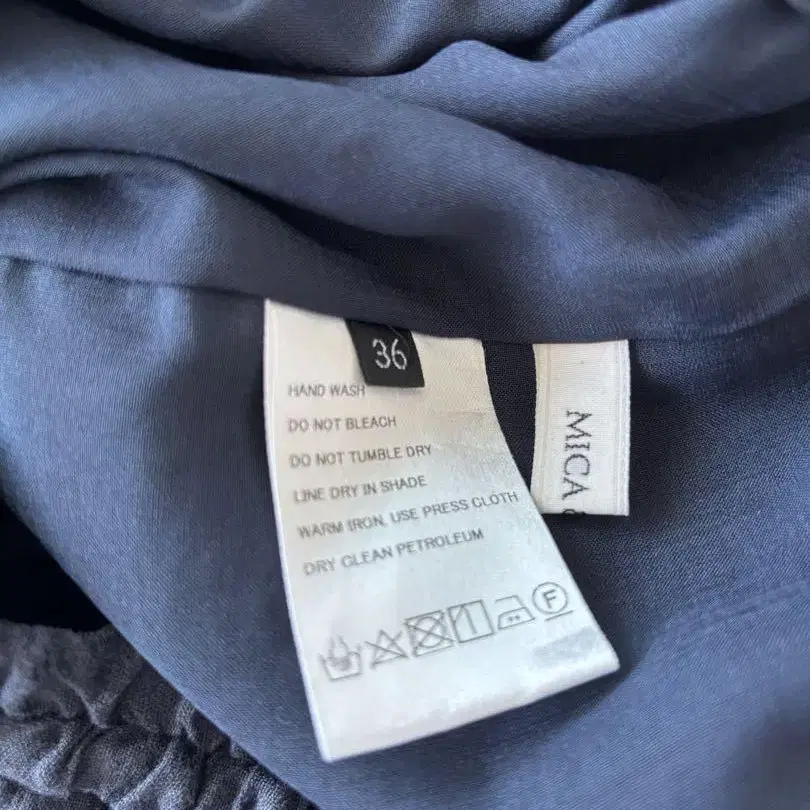 36
HAND WASH
DO NOT BLEACH
DO NOT TUMBLE DRY
LINE DRY IN SHADE
WARM IRON, USE PRESS CLOTH
DRY CLEAN PETROLEUM
F
MICA